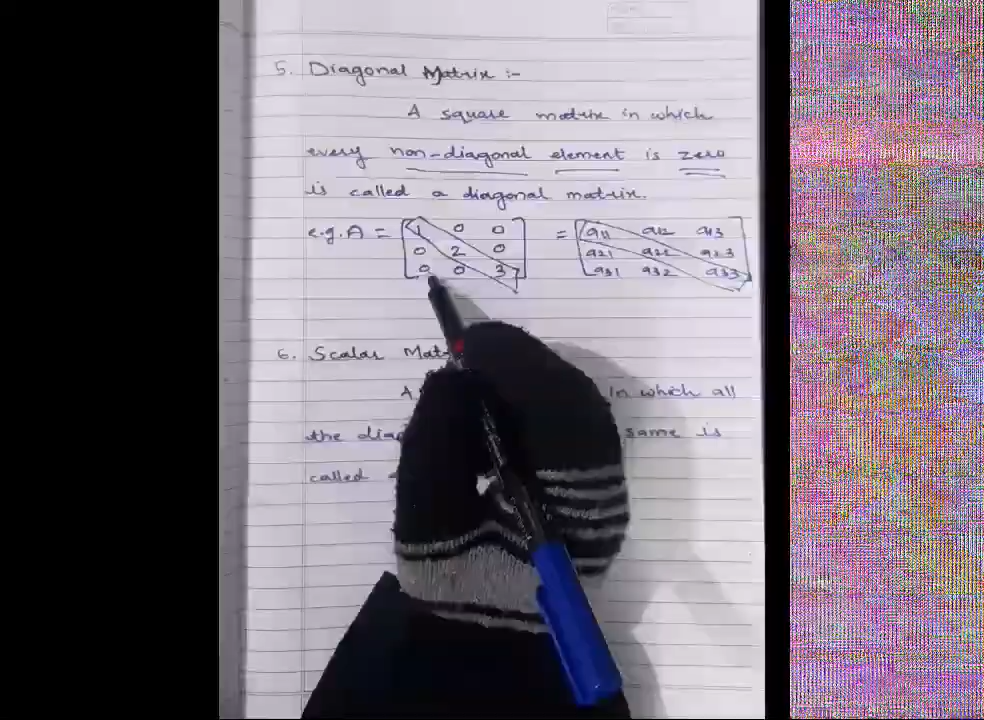 5. Diagonal Matrix :-
A square matrix in which
every non-diagonal element is zero
is called a diagonal matrix.
e.g. A = [1 0 0 = [a11 a12 a13
0 2 0 a21 a22 a23
0 0 3] a31 a32 a33]
6. Scalar
A in which all
the same is
called